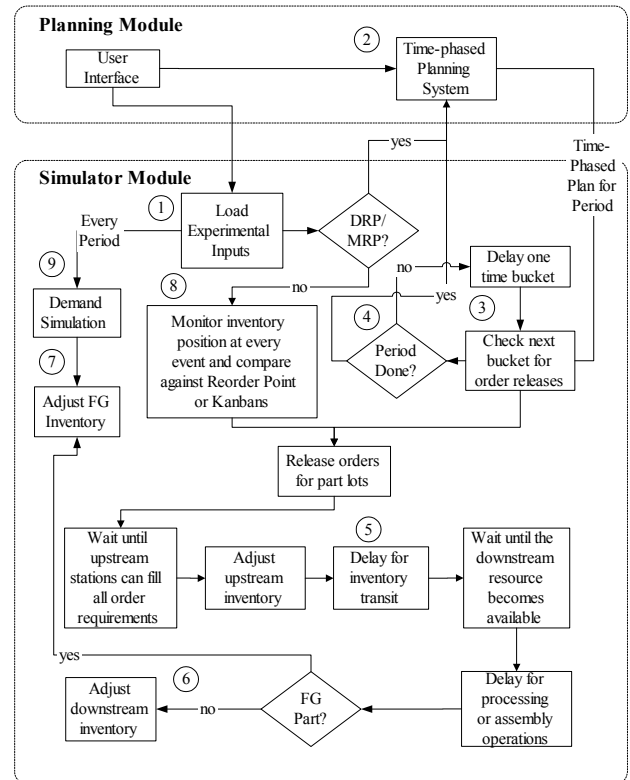 Planning Module
2
User
Interface
Time-phased
Planning
System
yes
Time-
Phased
Plan for
Period
Simulator Module
Every
Period
1
Load
Experimental
Inputs
DRP/
MRP?
no
Delay one
time bucket
9
8
no
yes
3
Demand
Simulation
Monitor inventory
position at every
event and compare
against Reorder Point
or Kanbans
4
Period
Done?
Check next
bucket for
order releases
7
Adjust FG
Inventory
Release orders
for part lots
5
Wait until
upstream
stations can fill
all order
requirements
Adjust
upstream
inventory
Delay for
inventory
transit
Wait until the
downstream
resource
becomes
available
yes
6
Adjust
downstream
inventory
no
FG
Part?
Delay for
processing
or assembly
operations